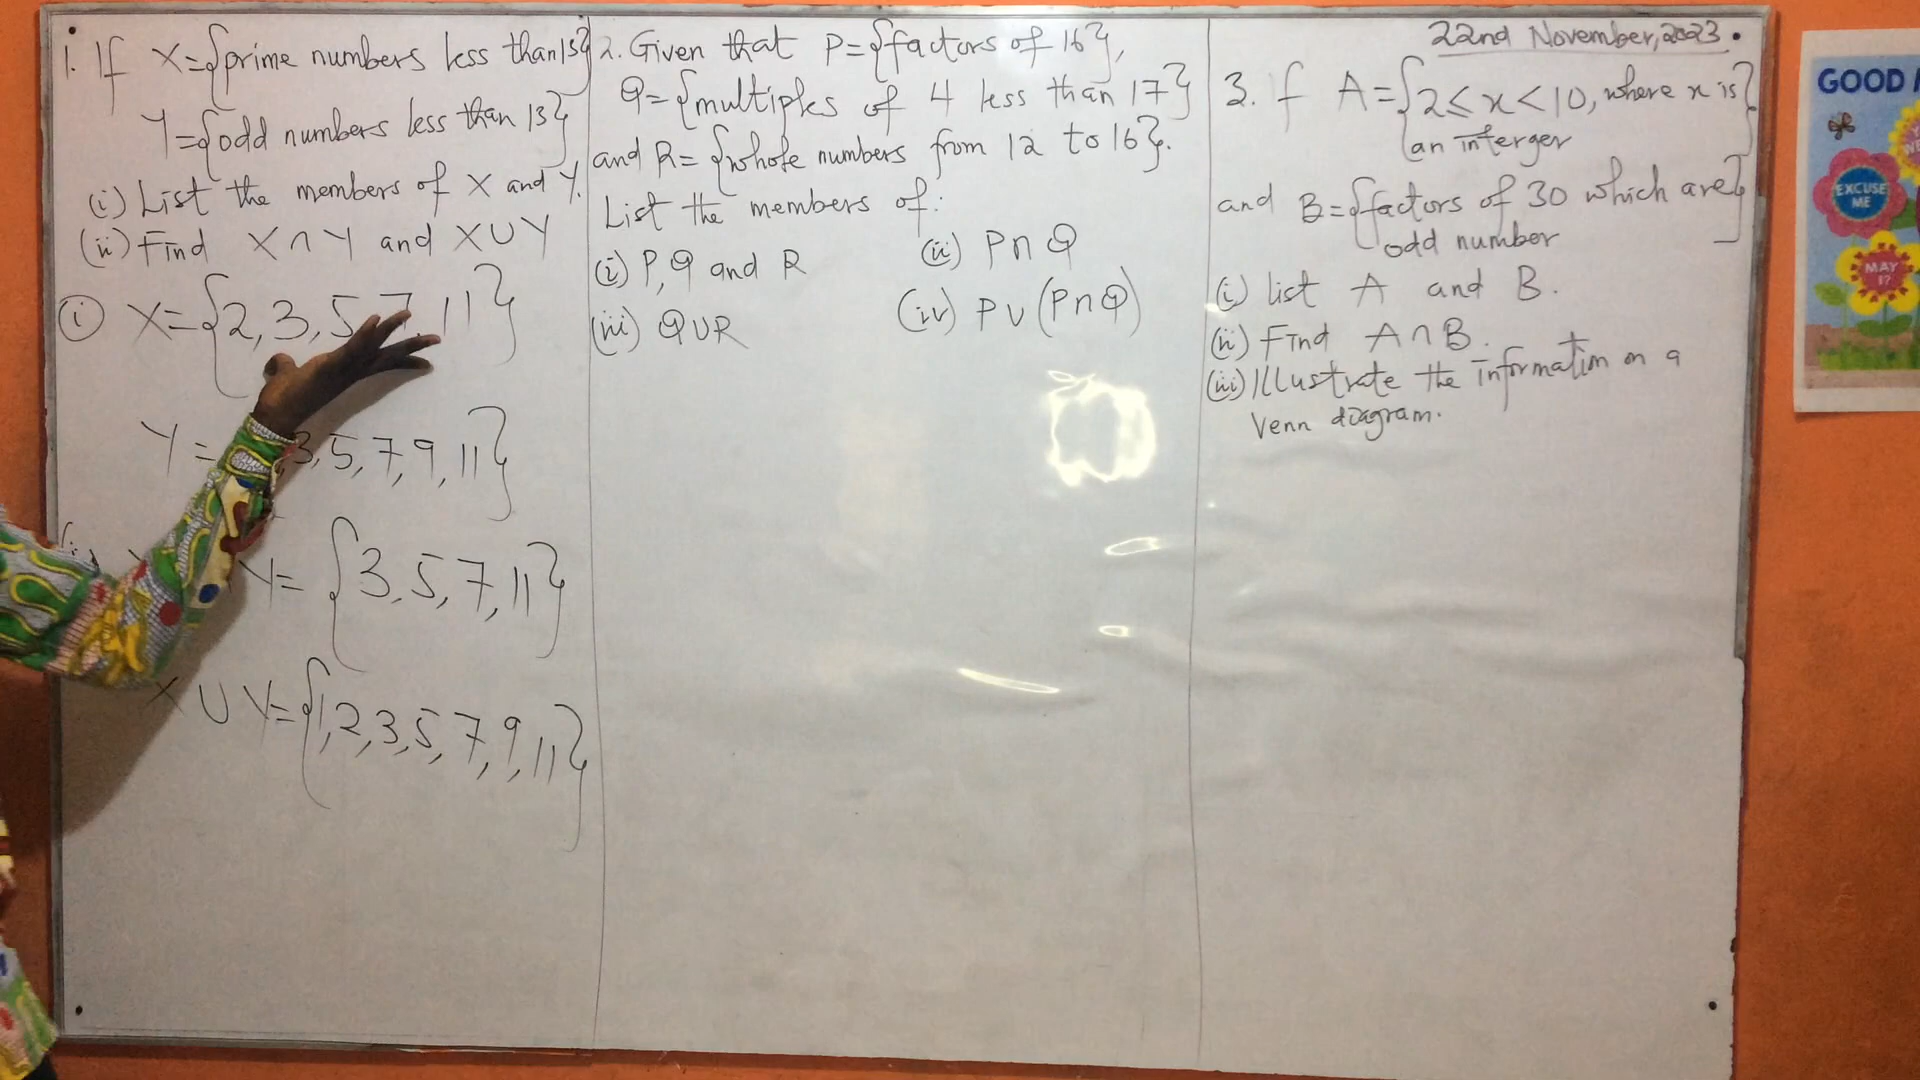 1. If X={prime numbers less than 13}
Y={odd numbers less than 13}
(i) List the members of X and Y.
(ii) Find X∩Y and X∪Y
(i) X={2,3,5,7,11}
Y= 3,5,7,9,11}
Y={3,5,7,11}
X∪Y={1,2,3,5,7,9,11}
2. Given that P={factors of 16},
Q={multiples of 4 less than 17}
and R={whole numbers from 12 to 16}.
List the members of:
(i) P,Q and R
(ii) P∩Q
(iii) Q∪R
(iv) P∪(P∩Q)
22nd November, 2023.
3. f A={2≤x<10, where x is
an interger}
and B={factors of 30 which are
odd number}
(i) list A and B.
(ii) Find A∩B.
(iii) Illustrate the information on a
Venn diagram.
GOOD
EXCUSE
ME
MAY
I?